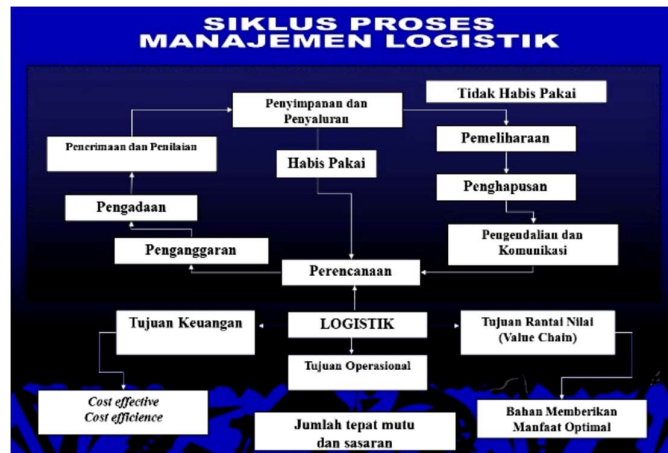 SIKLUS PROSES
MANAJEMEN LOGISTIK
Tidak Habis Pakai
Penyimpanan dan
Penyaluran
Pemeliharaan
Penerimaan dan Penilaian
Habis Pakai
Penghapusan
Pengadaan
Pengendalian dan
Komunikasi
Penganggaran
Perencanaan
Tujuan Keuangan
LOGISTIK
Tujuan Rantai Nilai
(Value Chain)
Tujuan Operasional
Cost effective
Cost efficience
Jumlah tepat mutu
dan sasaran
Bahan Memberikan
Manfaat Optimal